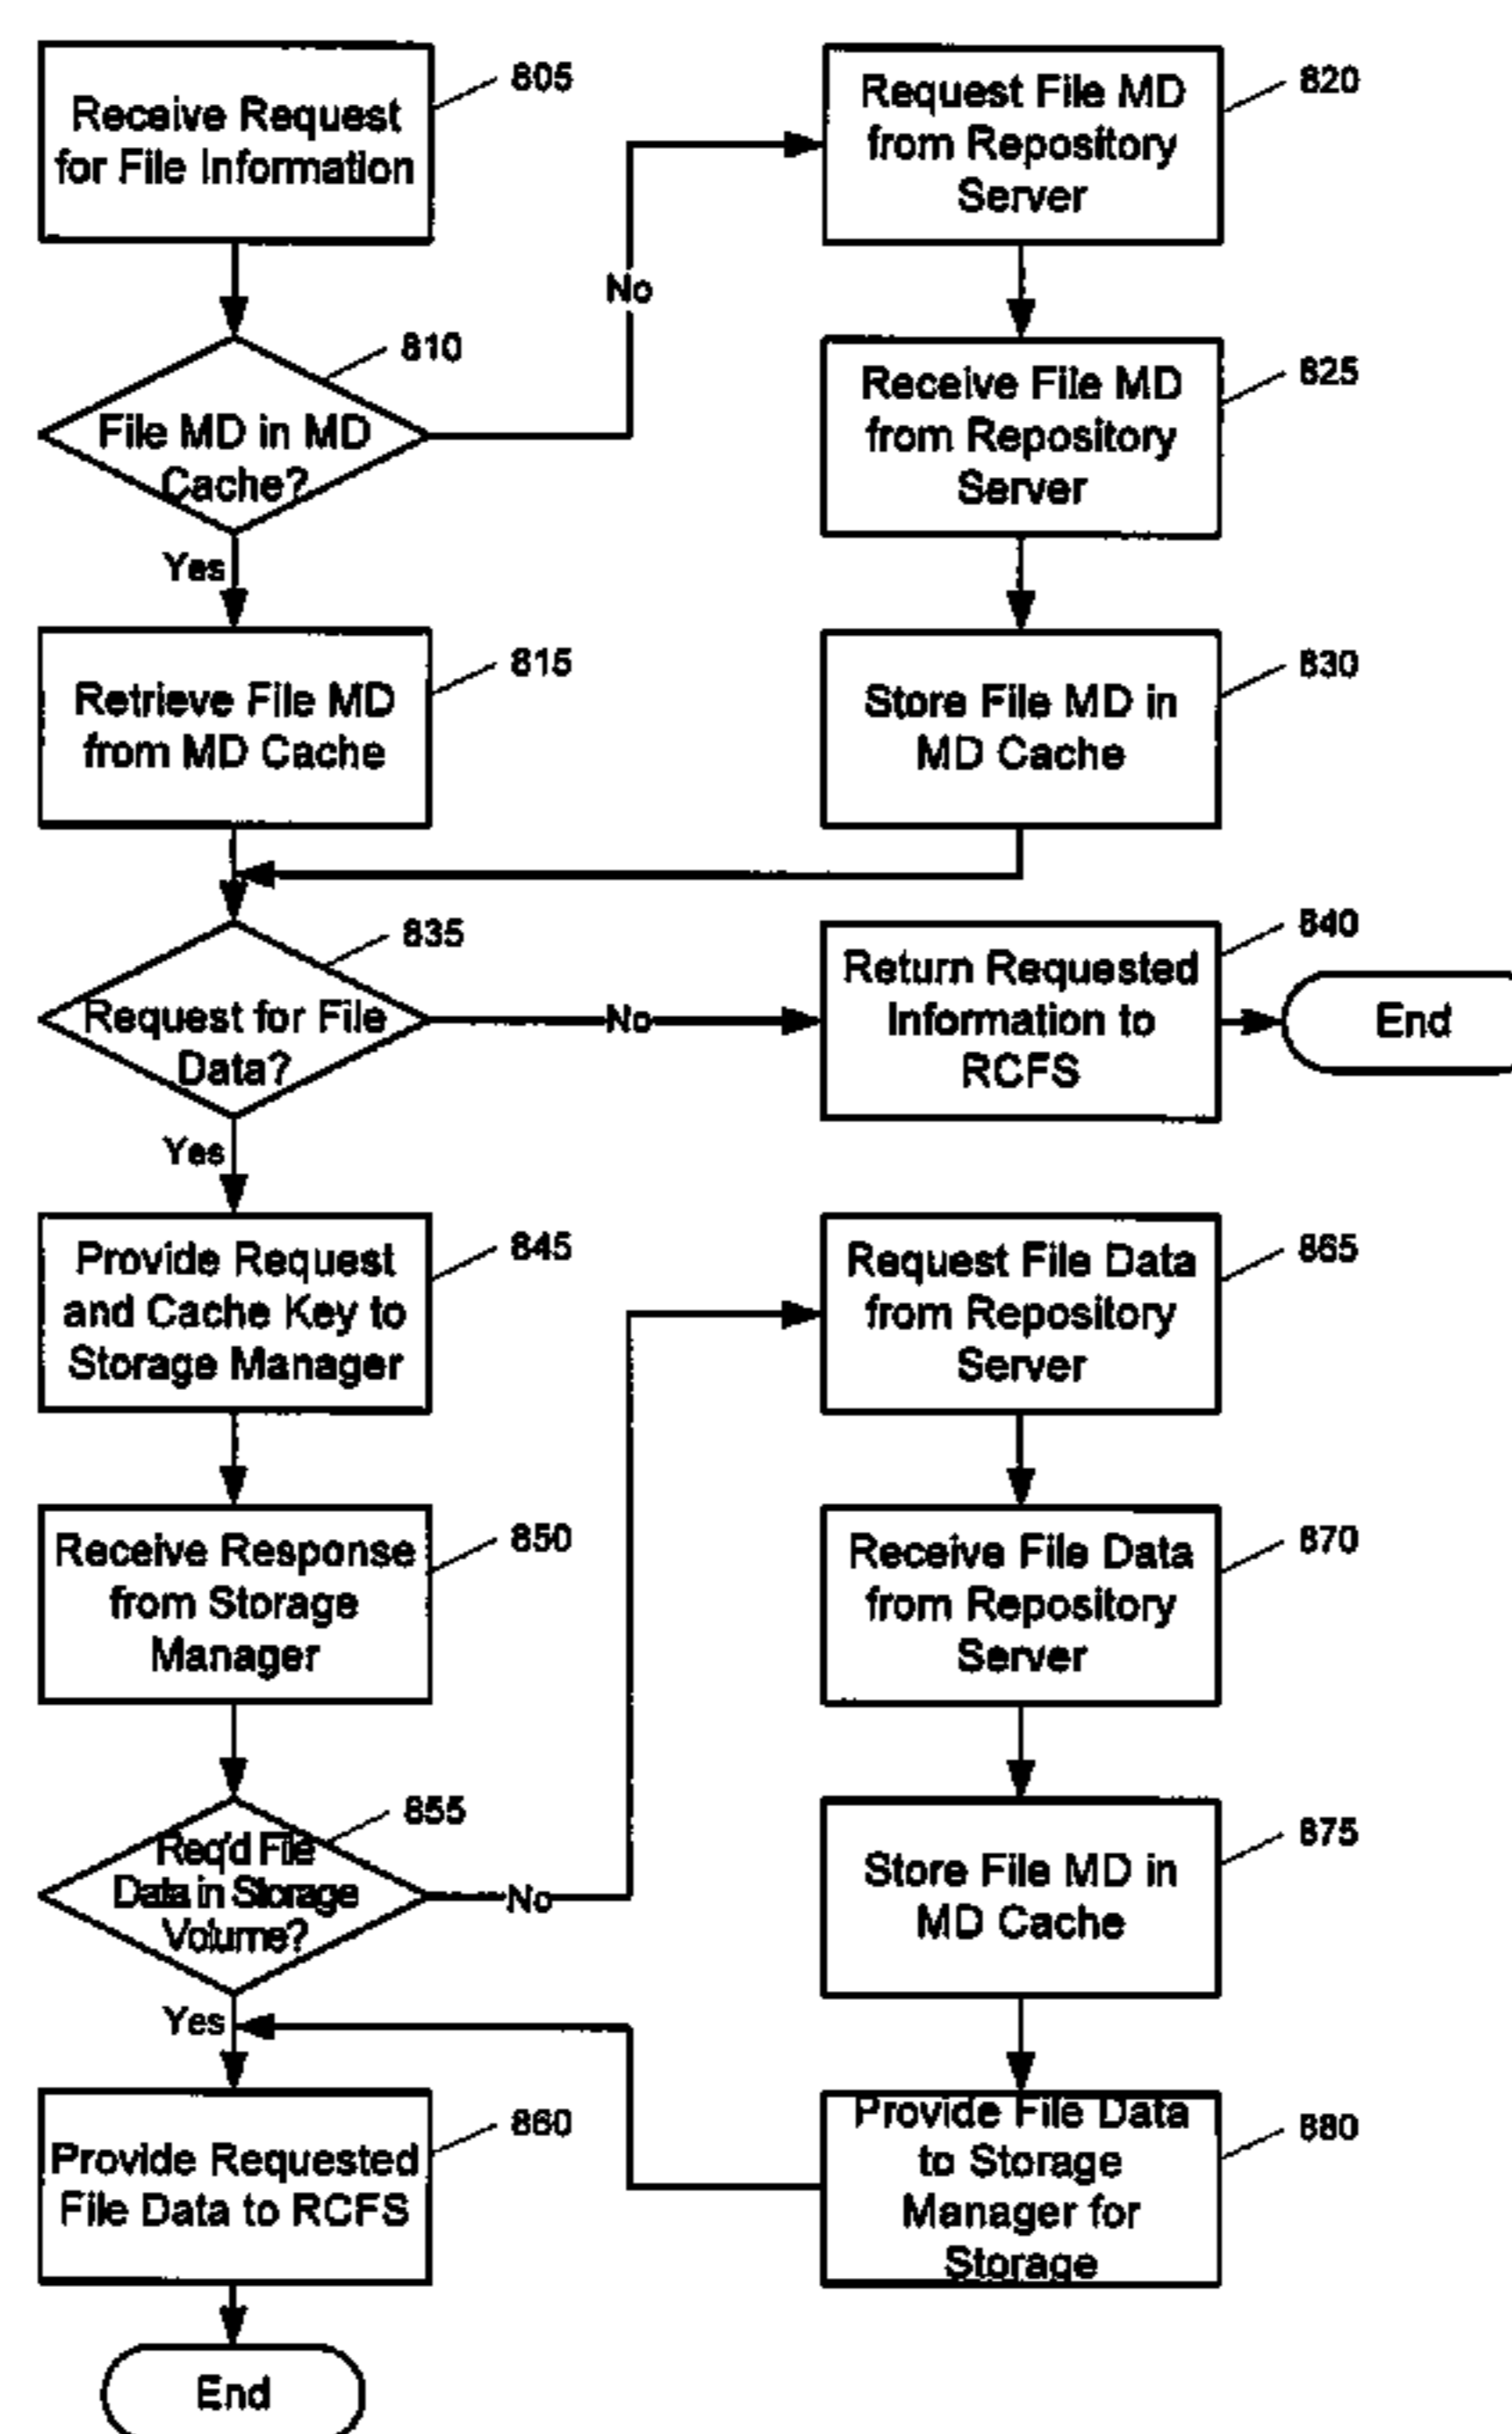 Receive Request
for File Information
805
File MD in MD
Cache?
810
No
Yes
Retrieve File MD
from MD Cache
815
Request File MD
from Repository
Server
820
Receive File MD
from Repository
Server
825
Store File MD in
MD Cache
830
Request for File
Data?
835
No
Return Requested
Information to
RCFS
840
End
Yes
Provide Request
and Cache Key to
Storage Manager
845
Receive Response
from Storage
Manager
850
Req'd File
Data in Storage
Volume?
855
No
Yes
Request File Data
from Repository
Server
865
Receive File Data
from Repository
Server
870
Store File MD in
MD Cache
875
Provide File Data
to Storage
Manager for
Storage
880
Provide Requested
File Data to RCFS
860
End